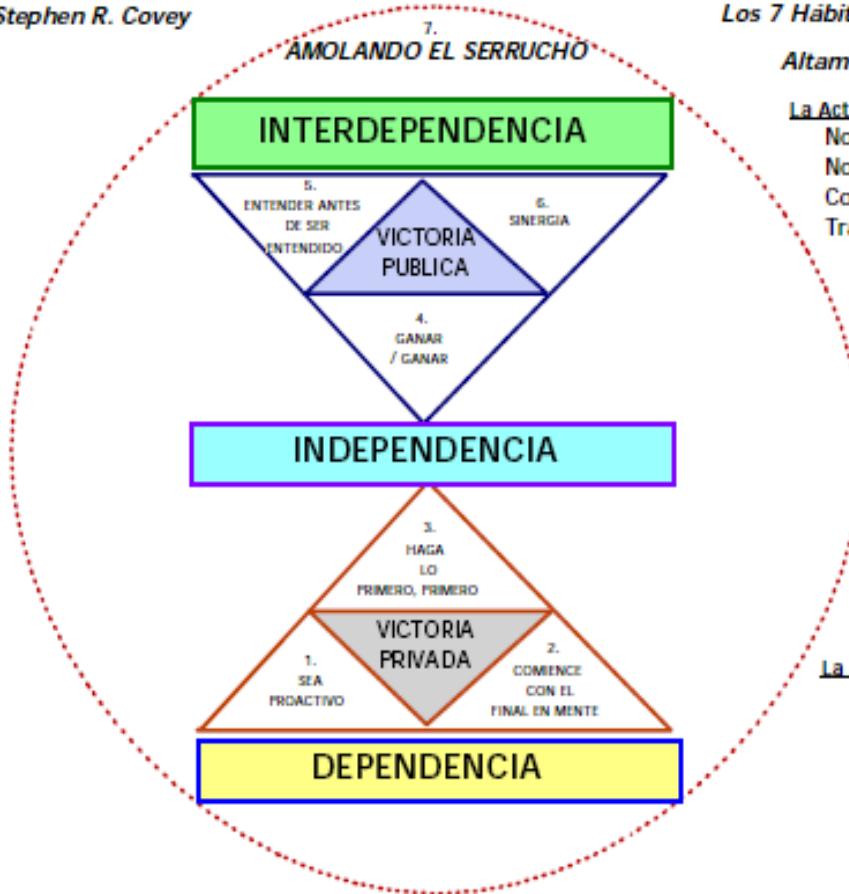 Stephen R. Covey
Los 7 Hábit
Altam
7.
AMOLANDO EL SERRUCHO
La Act
No
No
Co
Tra
INTERDEPENDENCIA
5.
ENTENDER ANTES
DE SER
ENTENDIDO
6.
SINERGIA
VICTORIA
PUBLICA
4.
GANAR
/ GANAR
INDEPENDENCIA
3.
HAGA
LO
PRIMERO, PRIMERO
VICTORIA
PRIVADA
1.
SEA
PROACTIVO
2.
COMIENCE
CON EL
FINAL EN MENTE
La
DEPENDENCIA